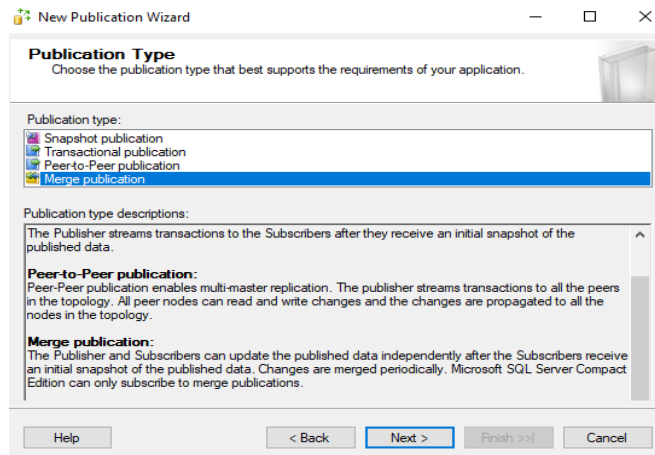 New Publication Wizard
Publication Type
Choose the publication type that best supports the requirements of your application.
Publication type:
Snapshot publication
Transactional publication
Peer-to-Peer publication
Merge publication
Publication type descriptions:
The Publisher streams transactions to the Subscribers after they receive an initial snapshot of the
published data.
Peer-to-Peer publication:
Peer-Peer publication enables multi-master replication. The publisher streams transactions to all the peers
in the topology. All peer nodes can read and write changes and the changes are propagated to all the
nodes in the topology.
Merge publication:
The Publisher and Subscribers can update the published data independently after the Subscribers receive
an initial snapshot of the published data. Changes are merged periodically. Microsoft SQL Server Compact
Edition can only subscribe to merge publications.
Help
< Back
Next >
Finish >>|
Cancel